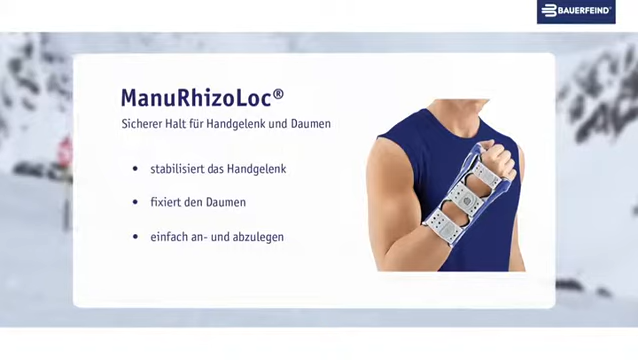 BAUERFEIND®
ManuRhizoLoc®
Sicherer Halt für Handgelenk und Daumen
• stabilisiert das Handgelenk
• fixiert den Daumen
• einfach an- und abzulegen